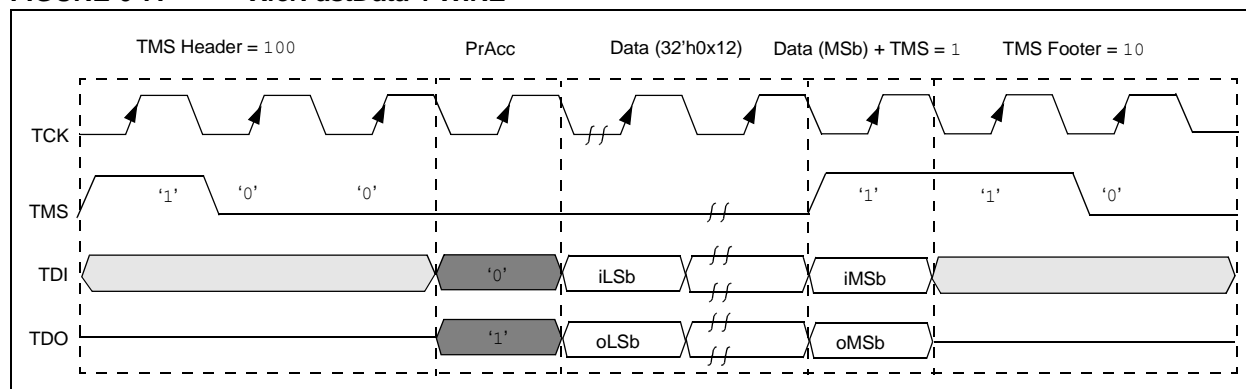 TMS Header = 100 PrAcc Data (32'h0x12) Data (MSb) + TMS = 1 TMS Footer = 10
TCK
TMS ‘1’ ‘0’ ‘0’ ‘1’ ‘1’ ‘0’
TDI ‘0’ iLSb iMSb
TDO ‘1’ oLSb oMSb